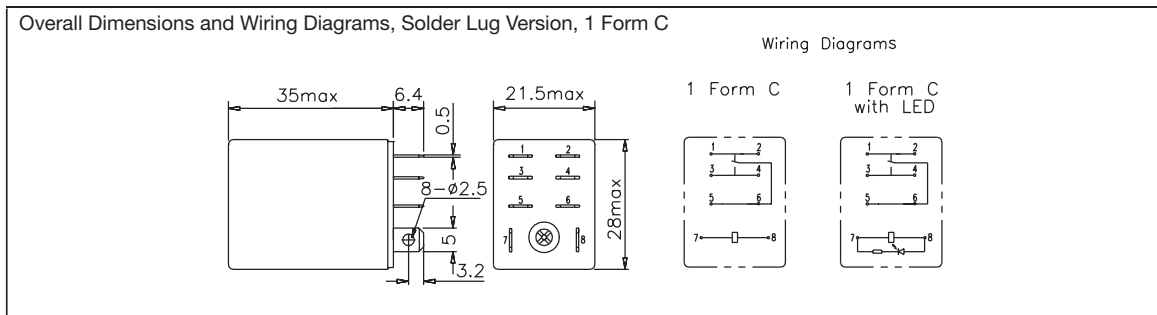 Overall Dimensions and Wiring Diagrams, Solder Lug Version, 1 Form C
Wiring Diagrams
35max
6.4
21.5max
1 Form C
1 Form C
with LED
0.5
1 2
3 4
5 6
7 8
8-ø2.5
28max
5
3.2
1 2
3 4
5 6
7 8
1 2
3 4
5 6
7 8